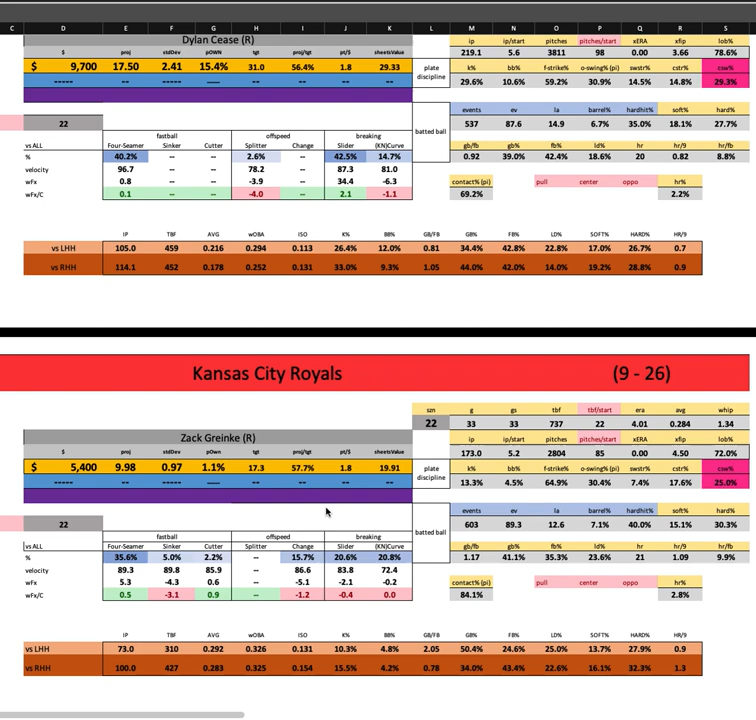 C D E F G H I J K L M N O P Q R S
Dylan Cease (R) ip ip/start pitches pitches/start xERA xfip lob%
$ proj stdDev pOWN tgt proj/tgt pt/$ sheetsValue 219.1 5.6 3811 98 0.00 3.66 78.6%
$ 9,700 17.50 2.41 15.4% 31.0 56.4% 1.8 29.33 plate discipline k% bb% f-strike% o-swing% (pi) swstr% cstr% csw%
----- -- -- ----- -- -- -- -- 29.6% 10.6% 59.2% 30.9% 14.5% 14.8% 29.3%
events ev la barrel% hardhit% soft% hard%
22 537 87.6 14.9 6.7% 35.0% 18.1% 27.7%
fastball offspeed breaking batted ball
vs ALL Four-Seamer Sinker Cutter Splitter Change Slider (KN)Curve gb/fb gb% fb% ld% hr hr/9 hr/fb
% 40.2% -- -- 2.6% -- 42.5% 14.7% 0.92 39.0% 42.4% 18.6% 20 0.82 8.8%
velocity 96.7 -- -- 78.2 -- 87.3 81.0
wFx 0.8 -- -- -3.9 -- 34.4 -6.3 contact% (pi) pull center oppo hr%
wFx/C 0.1 -- -- -4.0 -- 2.1 -1.1 69.2% 2.2%
IP TBF AVG wOBA ISO K% BB% GB/FB GB% FB% LD% SOFT% HARD% HR/9
vs LHH 105.0 459 0.216 0.294 0.113 26.4% 12.0% 0.81 34.4% 42.8% 22.8% 17.0% 26.7% 0.7
vs RHH 114.1 452 0.178 0.252 0.131 33.0% 9.3% 1.05 44.0% 42.0% 14.0% 19.2% 28.8% 0.9
Kansas City Royals (9 - 26)
szn g gs tbf tbf/start era avg whip
22 33 33 737 22 4.01 0.284 1.34
Zack Greinke (R) ip ip/start pitches pitches/start xERA xfip lob%
$ proj stdDev pOwn tgt proj/tgt pt/$ sheetsValue 173.0 5.2 2804 85 0.00 4.50 72.0%
$ 5,400 9.98 0.97 1.1% 17.3 57.7% 1.8 19.91 plate discipline k% bb% f-strike% o-swing% (pi) swstr% cstr% csw%
----- -- -- ----- -- -- -- -- 13.3% 4.5% 64.9% 30.4% 7.4% 17.6% 25.0%
events ev la barrel% hardhit% soft% hard%
22 603 89.3 12.6 7.1% 40.0% 15.1% 30.3%
fastball offspeed breaking batted ball
vs ALL Four-Seamer Sinker Cutter Splitter Change Slider (KN)Curve gb/fb gb% fb% ld% hr hr/9 hr/fb
% 35.6% 5.0% 2.2% -- 15.7% 20.6% 20.8% 1.17 41.1% 35.3% 23.6% 21 1.09 9.9%
velocity 89.3 89.8 85.9 -- 86.6 83.8 72.4
wFx 5.3 -4.3 0.6 -- -5.1 -2.1 -0.2 contact% (pi) pull center oppo hr%
wFx/C 0.5 -3.1 0.9 -- -1.2 -0.4 0.0 84.1% 2.8%
IP TBF AVG wOBA ISO K% BB% GB/FB GB% FB% LD% SOFT% HARD% HR/9
vs LHH 73.0 310 0.292 0.326 0.131 10.3% 4.8% 2.05 50.4% 24.6% 25.0% 13.7% 27.9% 0.9
vs RHH 100.0 427 0.283 0.325 0.154 15.5% 4.2% 0.78 34.0% 43.4% 22.6% 16.1% 32.3% 1.3